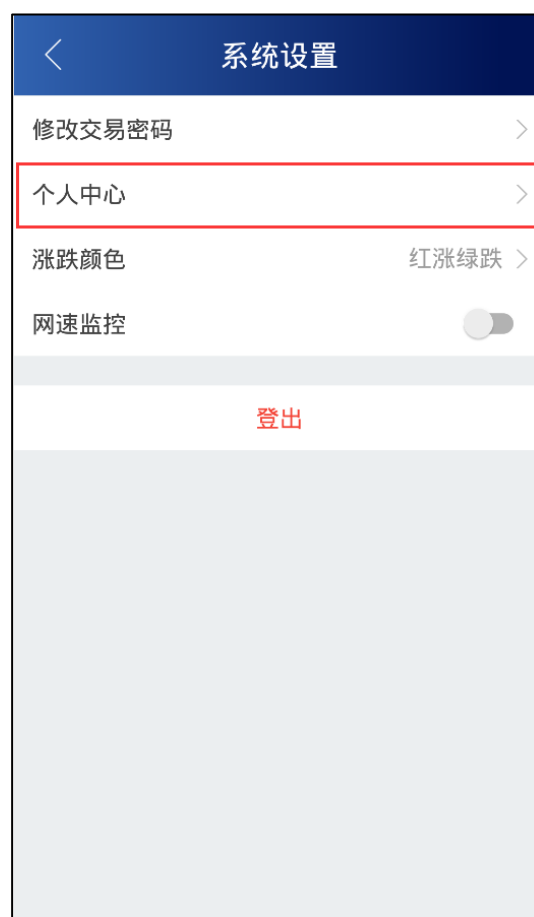 系统设置
修改交易密码
个人中心
涨跌颜色 红涨绿跌
网速监控
登出